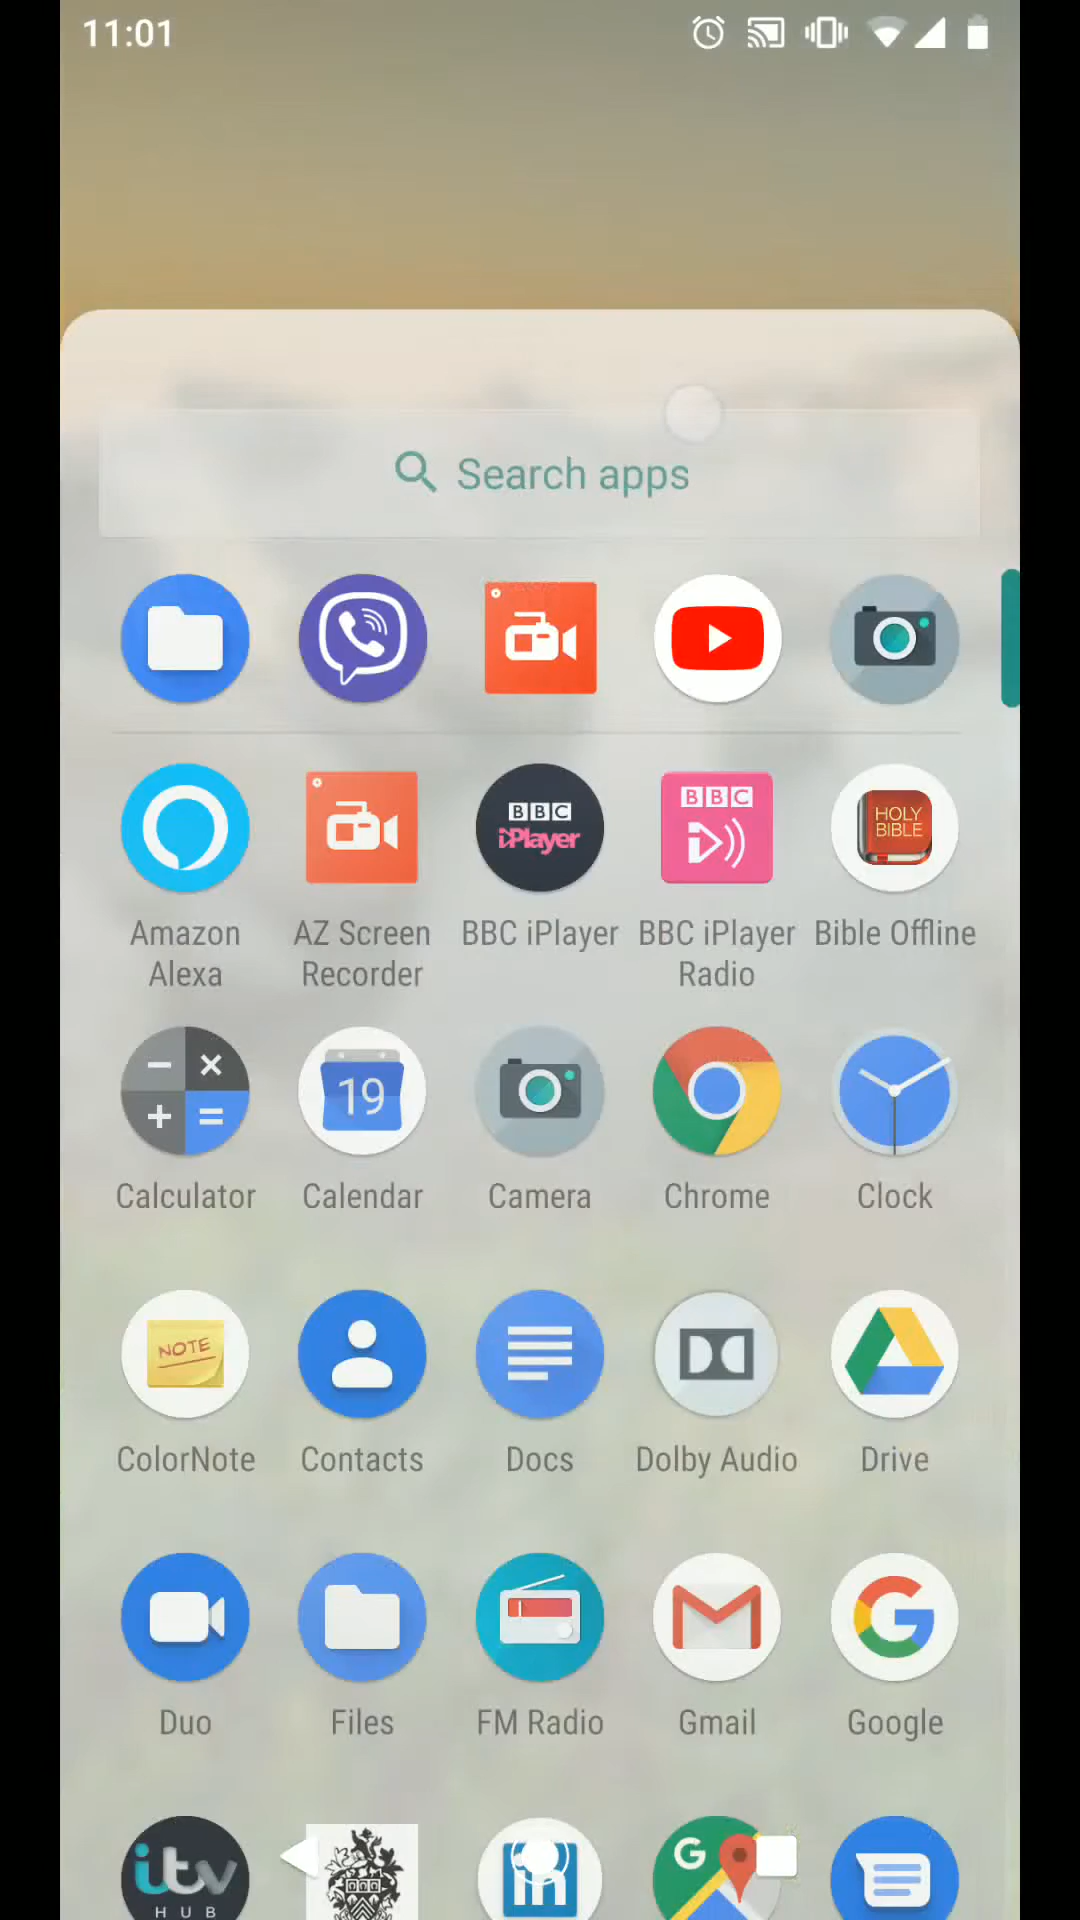 11:01
Search apps
BBC iPlayer
BBC
HOLY BIBLE
Amazon Alexa
AZ Screen Recorder
BBC iPlayer
BBC iPlayer Radio
Bible Offline
19
Calculator
Calendar
Camera
Chrome
Clock
NOTE
ColorNote
Contacts
Docs
Dolby Audio
Drive
G
Duo
Files
FM Radio
Gmail
Google
itv HUB
in
G